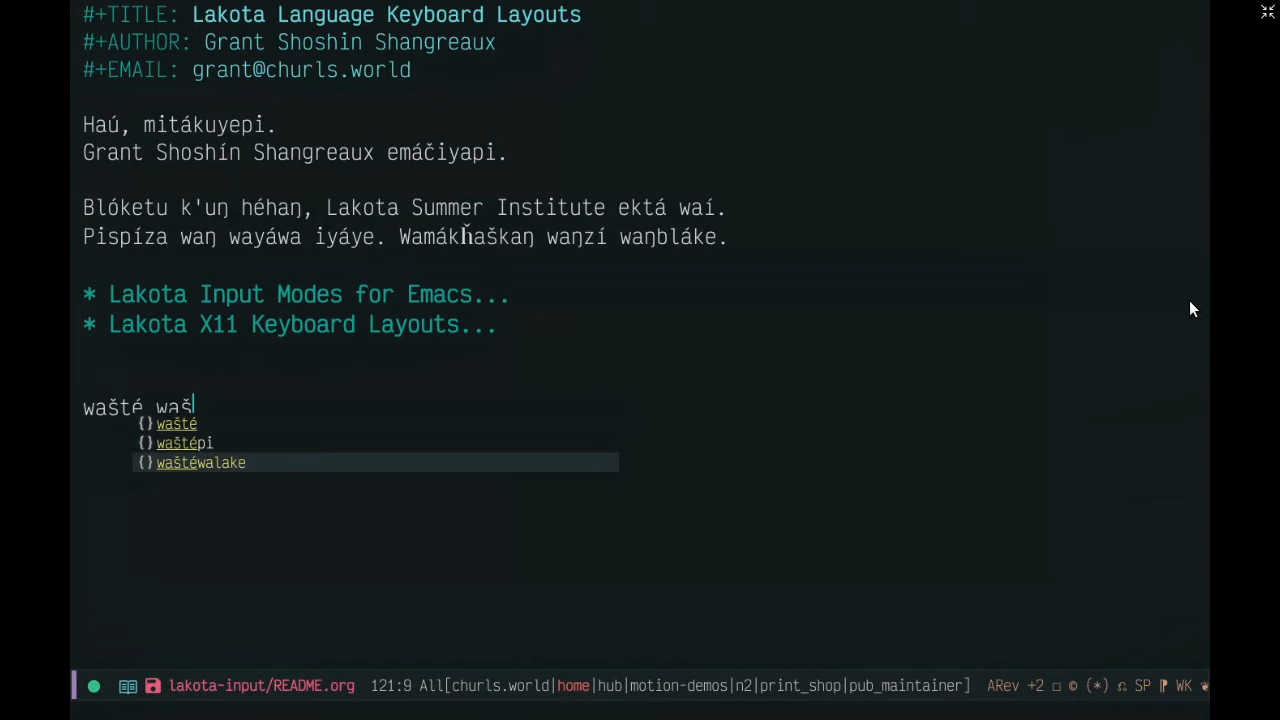 #+TITLE: Lakota Language Keyboard Layouts
#+AUTHOR: Grant Shoshin Shangreaux
#+EMAIL: grant@churls.world
Haú, mitákuyepi.
Grant Shoshín Shangreaux emáčiyapi.
Blóketu k'uŋ héhaŋ, Lakota Summer Institute ektá waí.
Pispíza waŋ wayáwa iyáye. Wamákȟaškaŋ waŋzí waŋbláke.
* Lakota Input Modes for Emacs...
* Lakota X11 Keyboard Layouts...
wašté waš
{} wašté
{} waštépi
{} waštéwalake
lakota-input/README.org 121:9 All[churls.world|home|hub|motion-demos|n2|print_shop|pub_maintainer] ARev +2 □ © (*) SP ⁋ WK